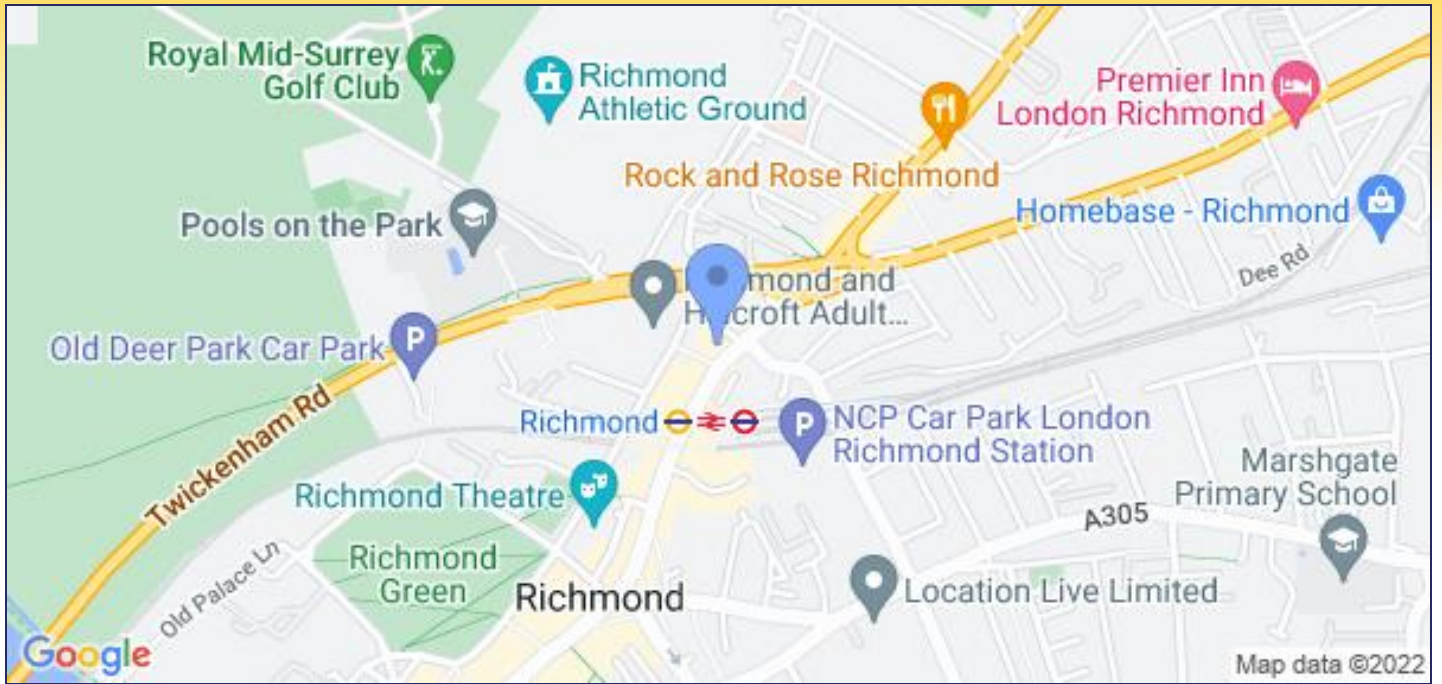 Royal Mid-Surrey
Golf Club
Richmond
Athletic Ground
Premier Inn
London Richmond
Rock and Rose Richmond
Homebase - Richmond
Pools on the Park
Dee Rd
and
Adult...
Old Deer Park Car Park
Twickenham Rd
Richmond
NCP Car Park London
Richmond Station
Marshgate
Primary School
Richmond Theatre
A305
Richmond
Green
Old Palace Ln
Richmond
Location Live Limited
Google
Map data ©2022